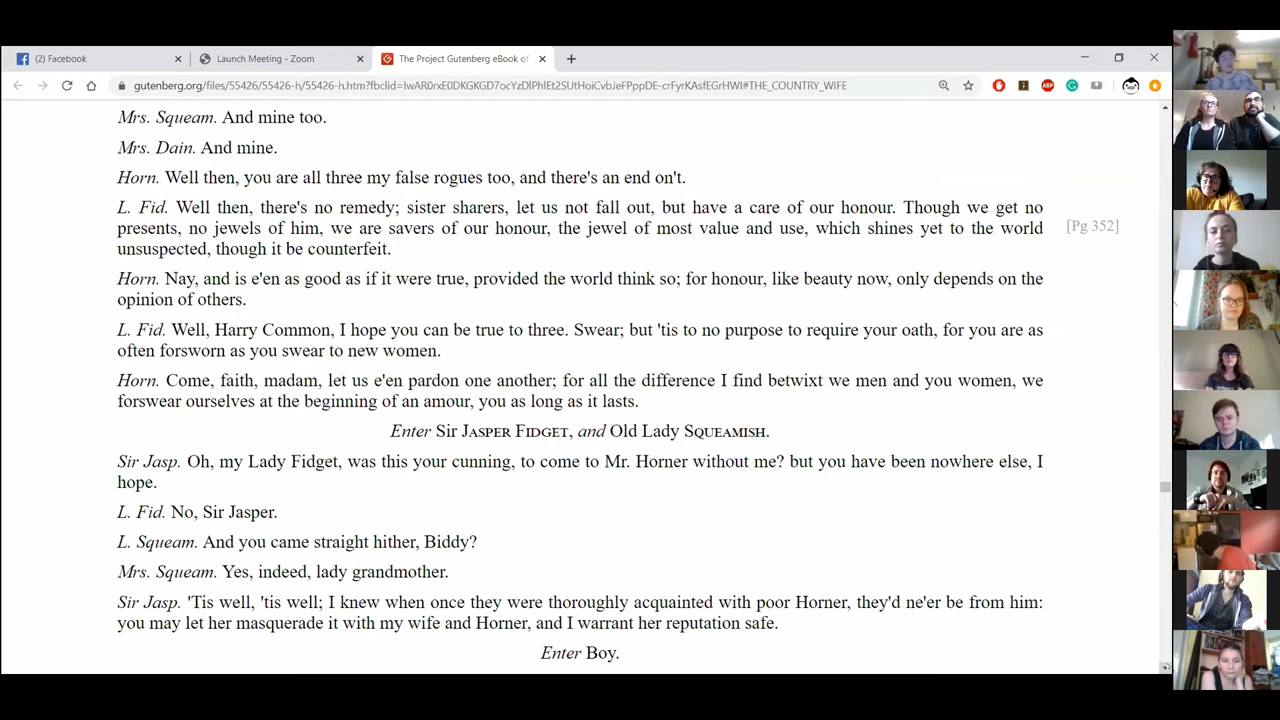 (2) Facebook
Launch Meeting - Zoom
The Project Gutenberg eBook of
gutenberg.org/files/55426/55426-h/55426-h.htm?fbclid=IwAR0rxE0DKGKGD7ocYzDlPhlEt2SUtHoiCvbJeFPppDE-crFyrKAsfEGrHWI#THE_COUNTRY_WIFE
ABP
Mrs. Squeam. And mine too.
Mrs. Dain. And mine.
Horn. Well then, you are all three my false rogues too, and there's an end on't.
L. Fid. Well then, there's no remedy; sister sharers, let us not fall out, but have a care of our honour. Though we get no
presents, no jewels of him, we are savers of our honour, the jewel of most value and use, which shines yet to the world
unsuspected, though it be counterfeit.
[Pg 352]
Horn. Nay, and is e'en as good as if it were true, provided the world think so; for honour, like beauty now, only depends on the
opinion of others.
L. Fid. Well, Harry Common, I hope you can be true to three. Swear; but 'tis to no purpose to require your oath, for you are as
often forsworn as you swear to new women.
Horn. Come, faith, madam, let us e'en pardon one another; for all the difference I find betwixt we men and you women, we
forswear ourselves at the beginning of an amour, you as long as it lasts.
Enter Sir JASPER FIDGET, and Old Lady SQUEAMISH.
Sir Jasp. Oh, my Lady Fidget, was this your cunning, to come to Mr. Horner without me? but you have been nowhere else, I
hope.
L. Fid. No, Sir Jasper.
L. Squeam. And you came straight hither, Biddy?
Mrs. Squeam. Yes, indeed, lady grandmother.
Sir Jasp. 'Tis well, 'tis well; I knew when once they were thoroughly acquainted with poor Horner, they'd ne'er be from him:
you may let her masquerade it with my wife and Horner, and I warrant her reputation safe.
Enter Boy.